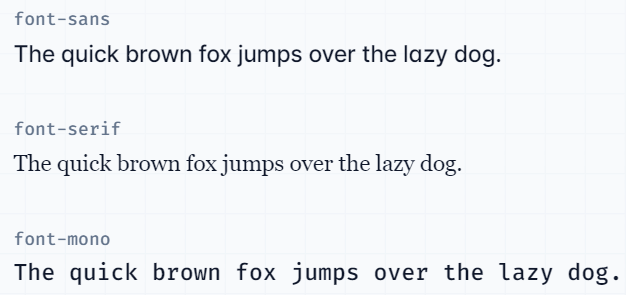 font-sans
The quick brown fox jumps over the lazy dog.
font-serif
The quick brown fox jumps over the lazy dog.
font-mono
The quick brown fox jumps over the lazy dog.